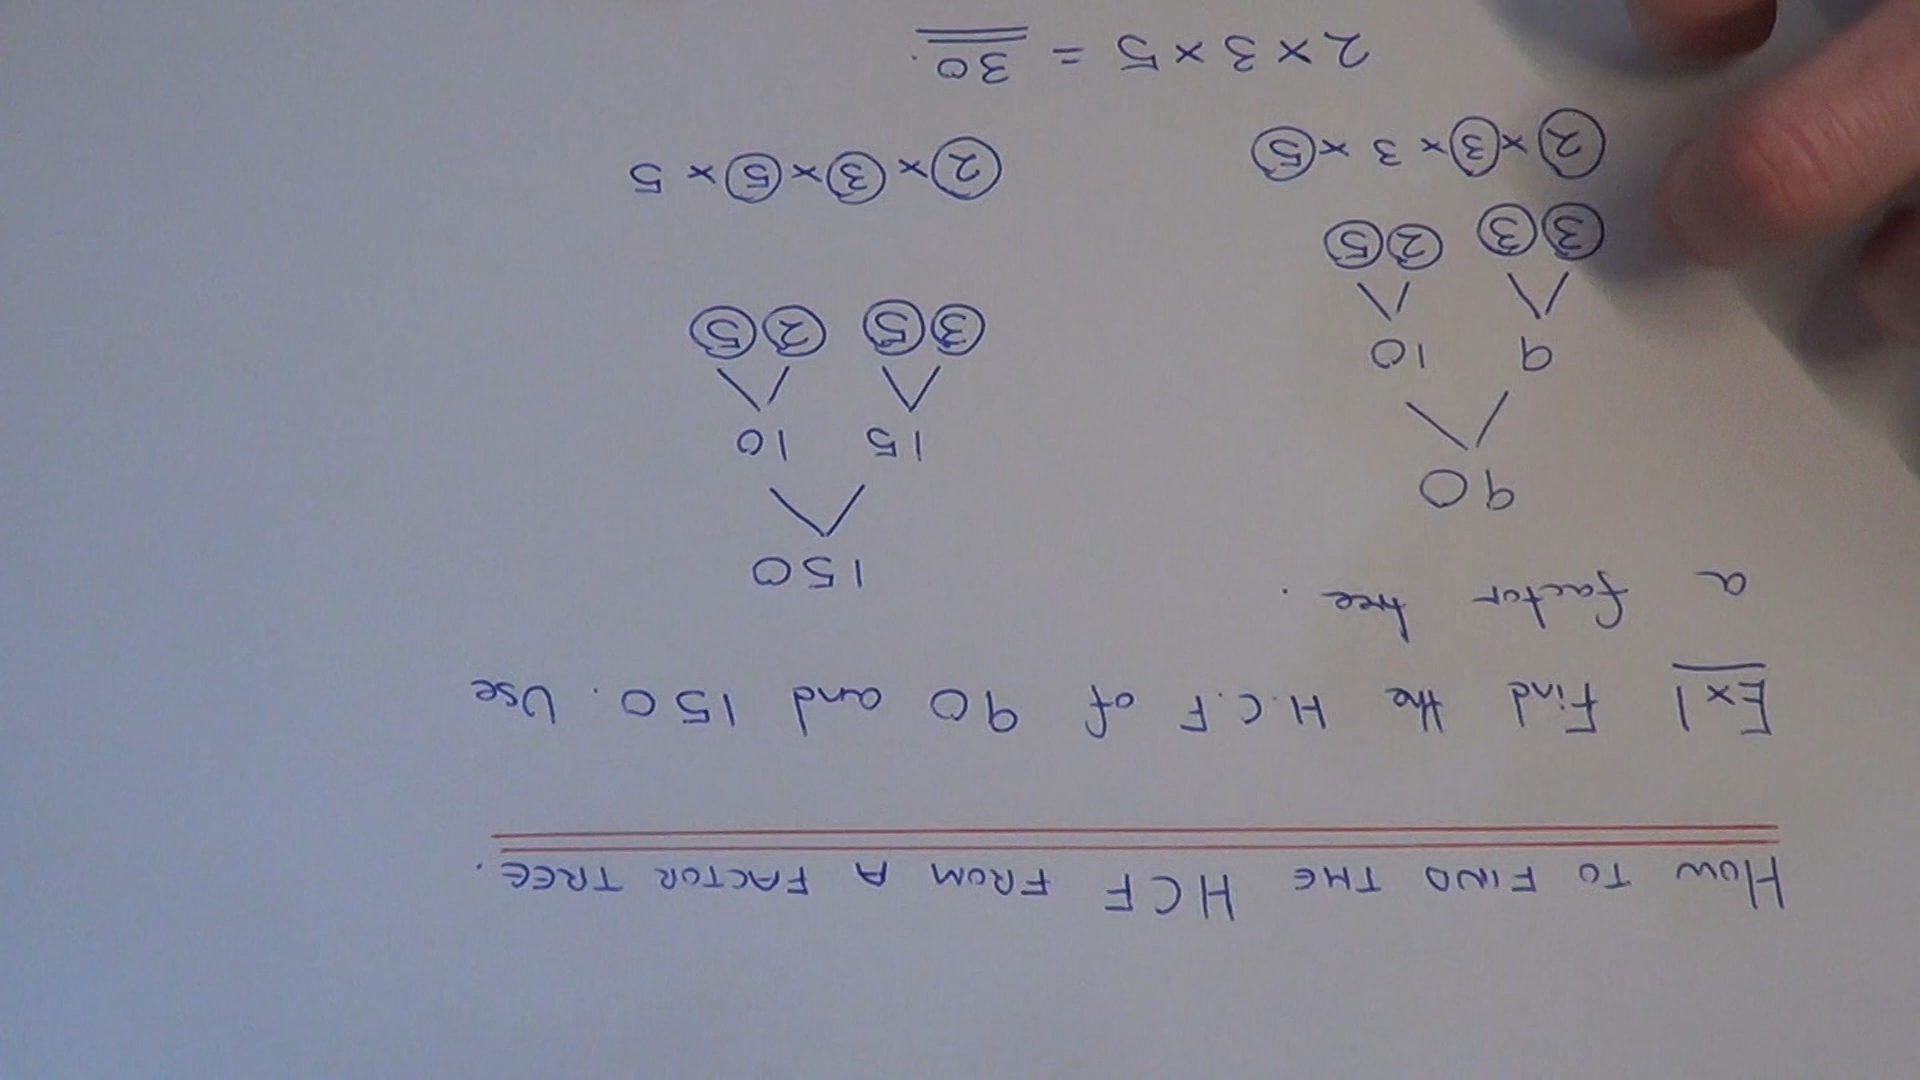 HOW TO FIND THE HCF FROM A FACTOR TREE.
Ex 1 Find the H.C.F of 90 and 150. Use
a factor tree.
90 150
9 10 15 10
3 3 2 5 3 5 2 5
2 × 3 × 3 × 5 2 × 3 × 5 × 5
2 × 3 × 5 = 30.